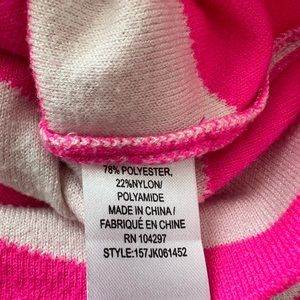 78% POLYESTER,
22%NYLON/
POLYAMIDE
MADE IN CHINA/
FABRIQUÉ EN CHINE
RN 104297
STYLE:157JK061452